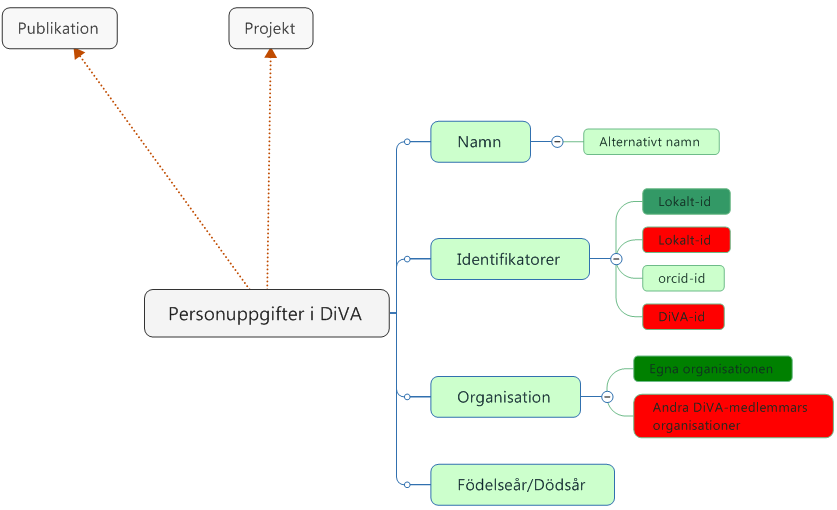 Publikation
Projekt
Namn
Alternativt namn
Lokalt-id
Lokalt-id
Identifikatorer
orcid-id
DiVA-id
Personuppgifter i DiVA
Egna organisationen
Organisation
Andra DiVA-medlemmars
organisationer
Födelseår/Dödsår